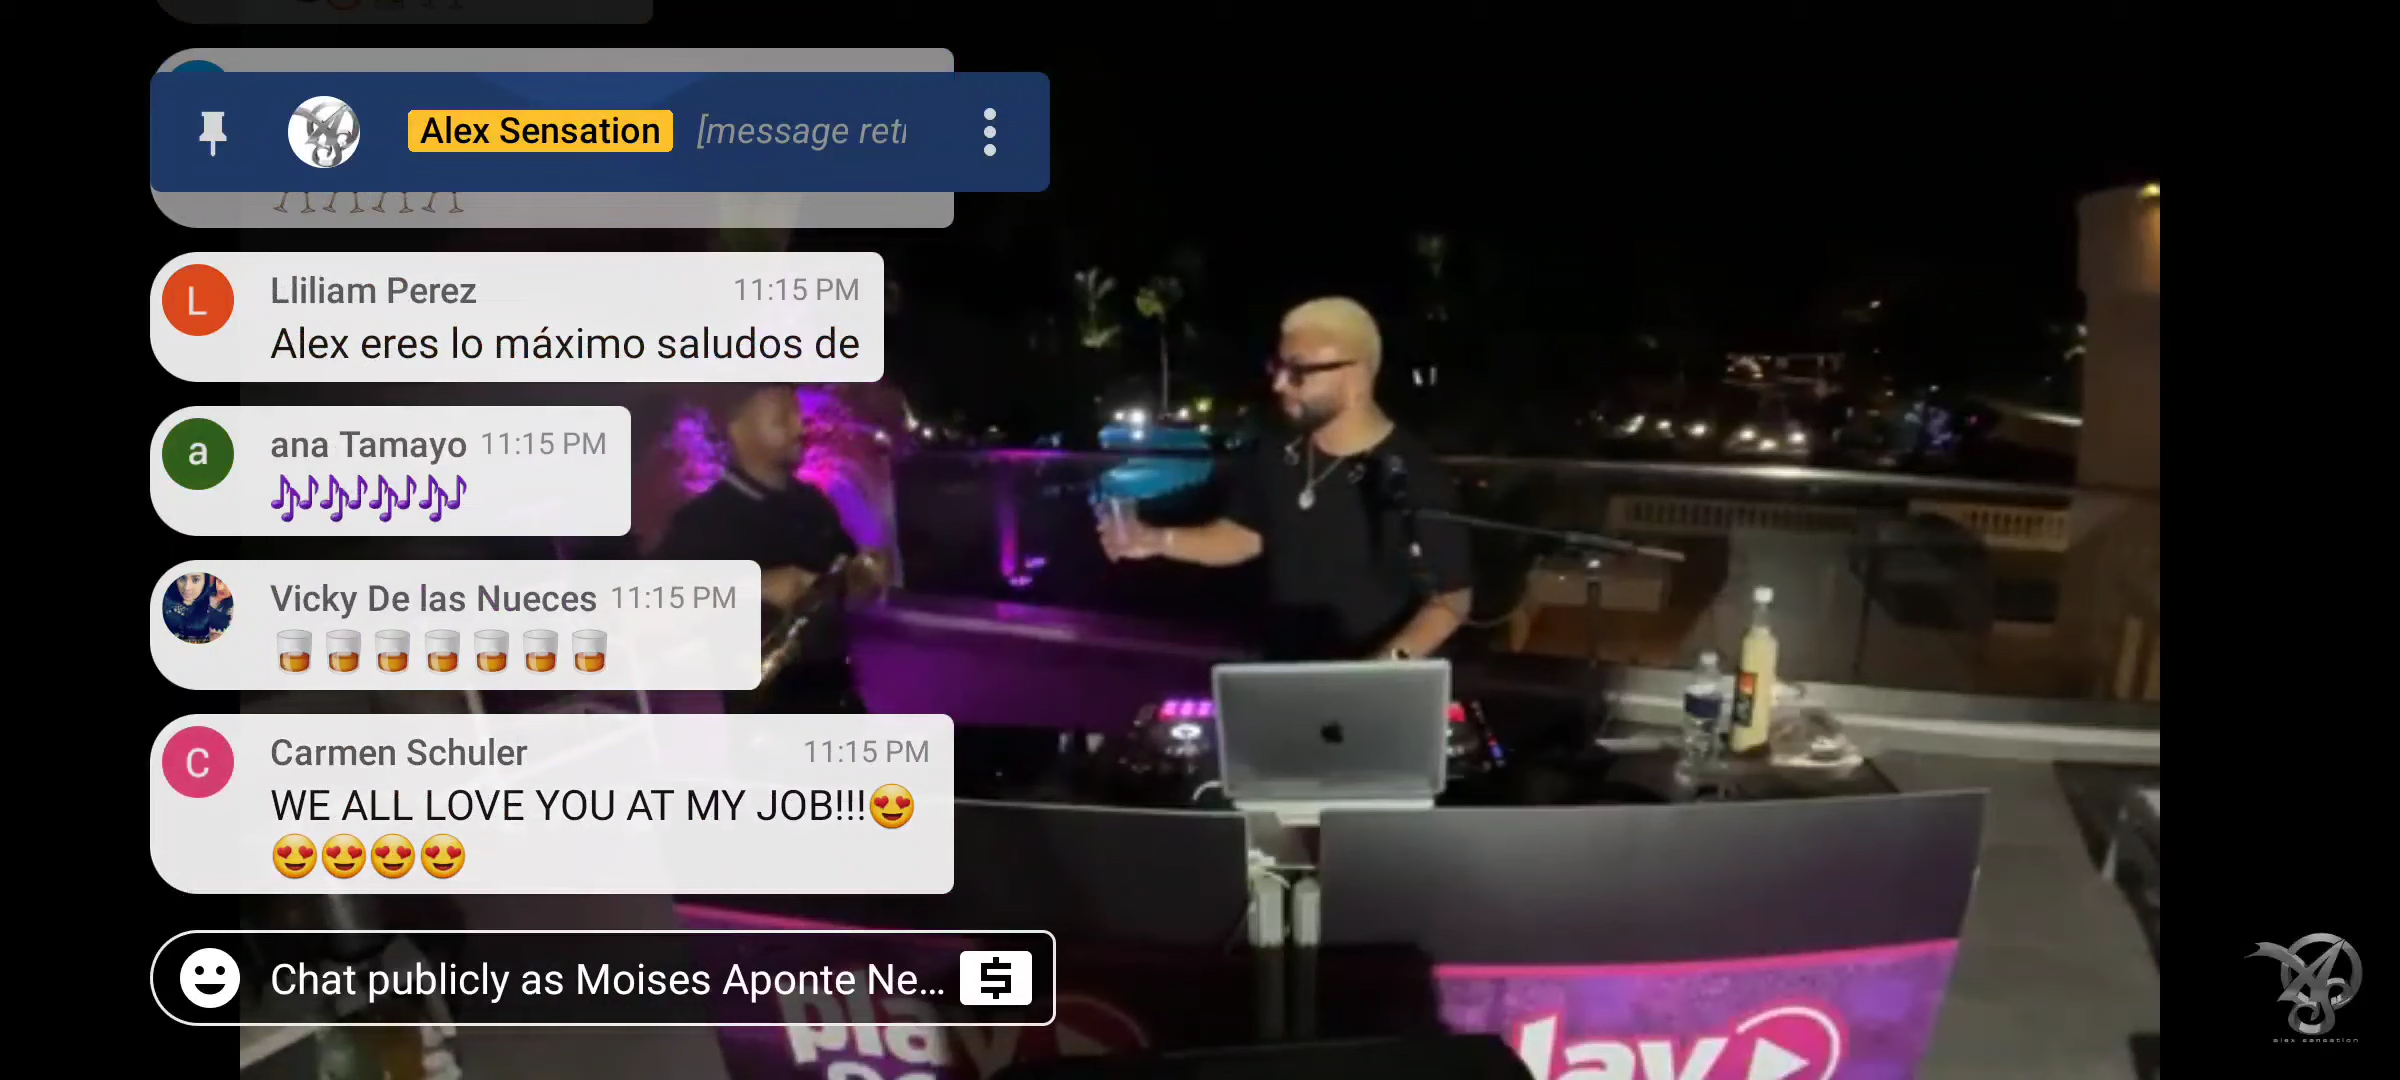 Alex Sensation [message ret
Lliliam Perez 11:15 PM
Alex eres lo máximo saludos de
ana Tamayo 11:15 PM
🎶🎶🎶🎶
Vicky De las Nueces 11:15 PM
🥃🥃🥃🥃🥃🥃🥃
Carmen Schuler 11:15 PM
WE ALL LOVE YOU AT MY JOB!!!😍
😍😍😍😍
Chat publicly as Moises Aponte Ne...
alex sensation